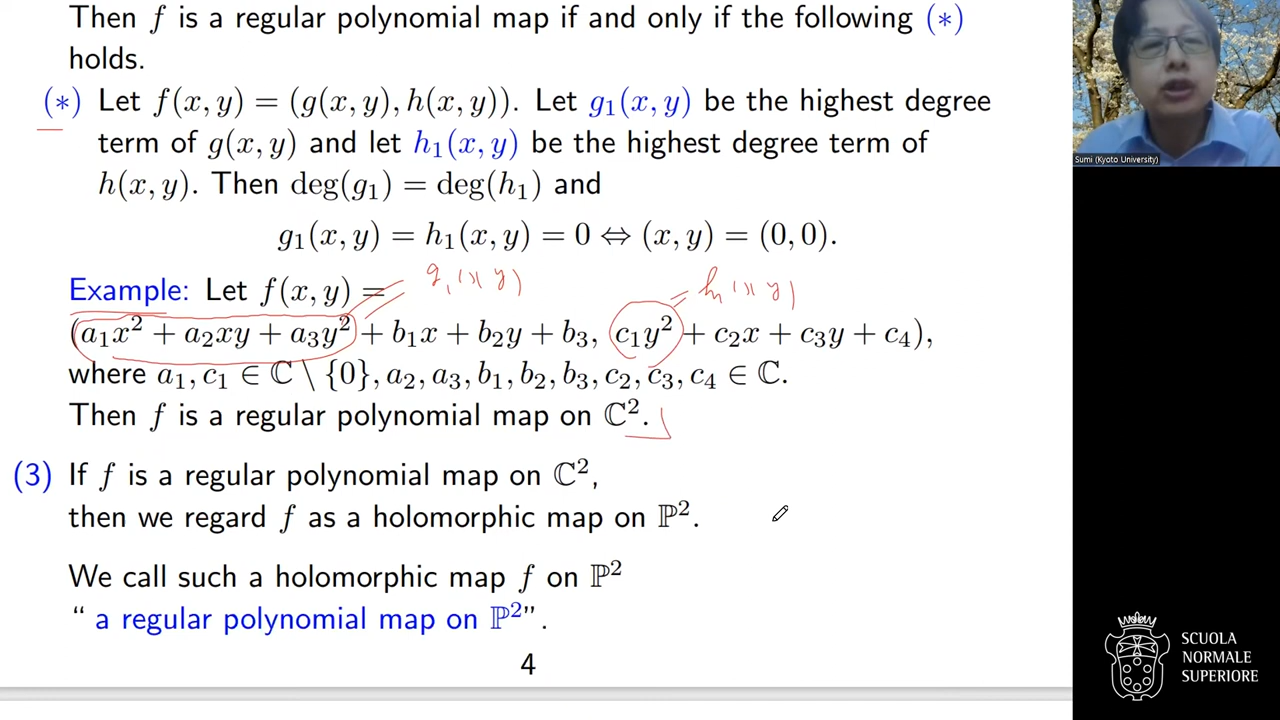 Then f is a regular polynomial map if and only if the following (∗)
holds.
(∗) Let f(x, y) = (g(x, y), h(x, y)). Let g₁(x, y) be the highest degree
term of g(x, y) and let h₁(x, y) be the highest degree term of
h(x, y). Then deg(g₁) = deg(h₁) and
g₁(x, y) = h₁(x, y) = 0 ⇔ (x, y) = (0, 0).
g₁(x y) h₁(x y)
Example: Let f(x, y) =
(a₁x² + a₂xy + a₃y² + b₁x + b₂y + b₃, c₁y² + c₂x + c₃y + c₄),
where a₁, c₁ ∈ ℂ \ {0}, a₂, a₃, b₁, b₂, b₃, c₂, c₃, c₄ ∈ ℂ.
Then f is a regular polynomial map on ℂ².
(3) If f is a regular polynomial map on ℂ²,
then we regard f as a holomorphic map on ℙ².
We call such a holomorphic map f on ℙ²
“ a regular polynomial map on ℙ²”.
4
Sumi (Kyoto University)
SCUOLA
NORMALE
SUPERIORE